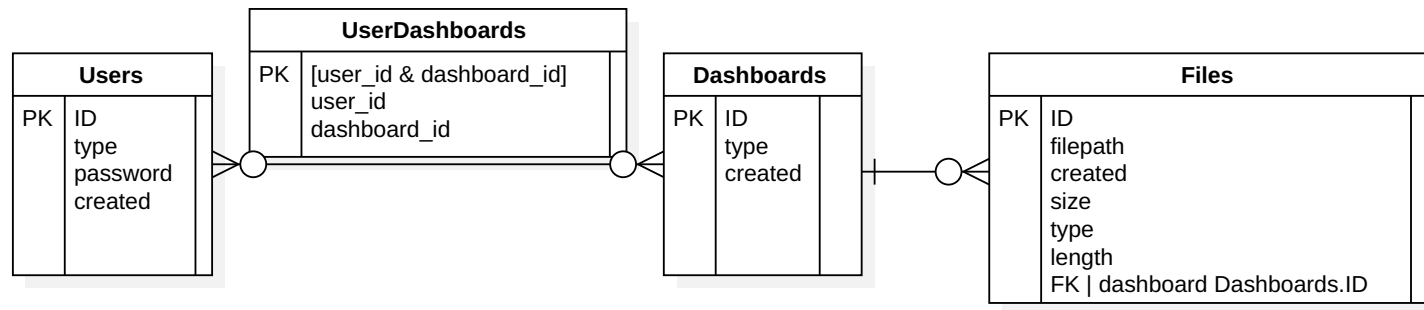 UserDashboards
PK [user_id & dashboard_id]
user_id
dashboard_id
Users
PK ID
type
password
created
Dashboards
PK ID
type
created
Files
PK ID
filepath
created
size
type
length
FK | dashboard Dashboards.ID